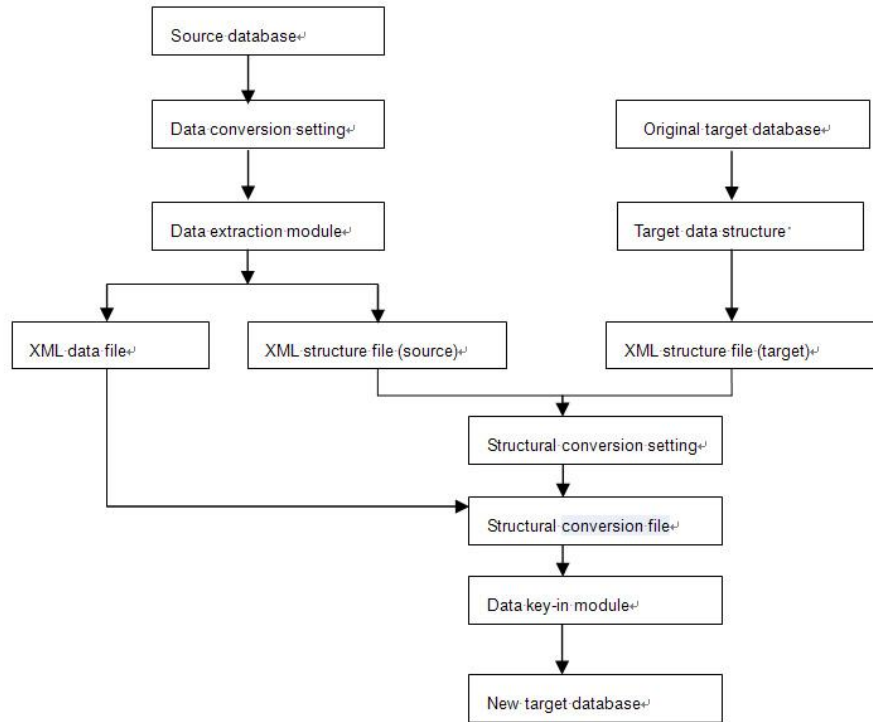 Source database
Data conversion setting
Original target database
Data extraction module
Target data structure
XML data file
XML structure file (source)
XML structure file (target)
Structural conversion setting
Structural conversion file
Data key-in module
New target database